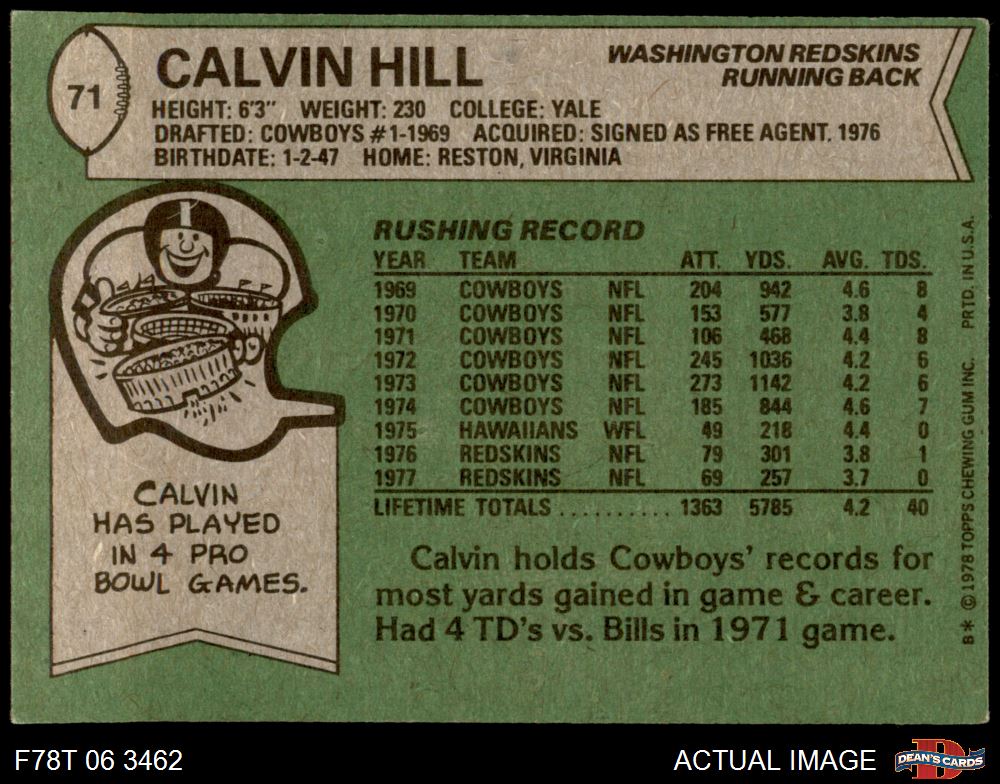 71
CALVIN HILL
WASHINGTON REDSKINS
RUNNING BACK
HEIGHT: 6'3" WEIGHT: 230 COLLEGE: YALE
DRAFTED: COWBOYS #1-1969 ACQUIRED: SIGNED AS FREE AGENT, 1976
BIRTHDATE: 1-2-47 HOME: RESTON, VIRGINIA
CALVIN
HAS PLAYED
IN 4 PRO
BOWL GAMES.
RUSHING RECORD
YEAR TEAM ATT. YDS. AVG. TDS.
1969 COWBOYS NFL 204 942 4.6 8
1970 COWBOYS NFL 153 577 3.8 4
1971 COWBOYS NFL 106 468 4.4 8
1972 COWBOYS NFL 245 1036 4.2 6
1973 COWBOYS NFL 273 1142 4.2 6
1974 COWBOYS NFL 185 844 4.6 7
1975 HAWAIIANS WFL 49 218 4.4 0
1976 REDSKINS NFL 79 301 3.8 1
1977 REDSKINS NFL 69 257 3.7 0
LIFETIME TOTALS .......... 1363 5785 4.2 40
Calvin holds Cowboys' records for
most yards gained in game & career.
Had 4 TD's vs. Bills in 1971 game.
B* © 1978 TOPPS CHEWING GUM INC. PRTD. IN U.S.A.
F78T 06 3462
ACTUAL IMAGE
D
DEAN'S CARDS